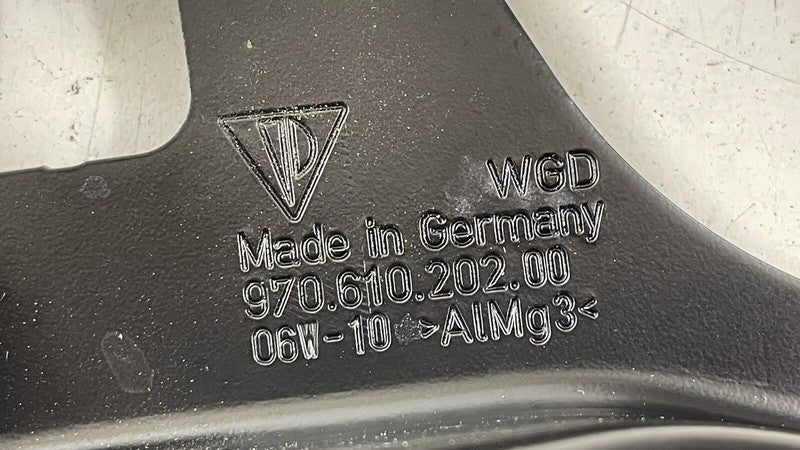 WGD
Made in Germany
970.610.202.00
06W-10 >AlMg3<